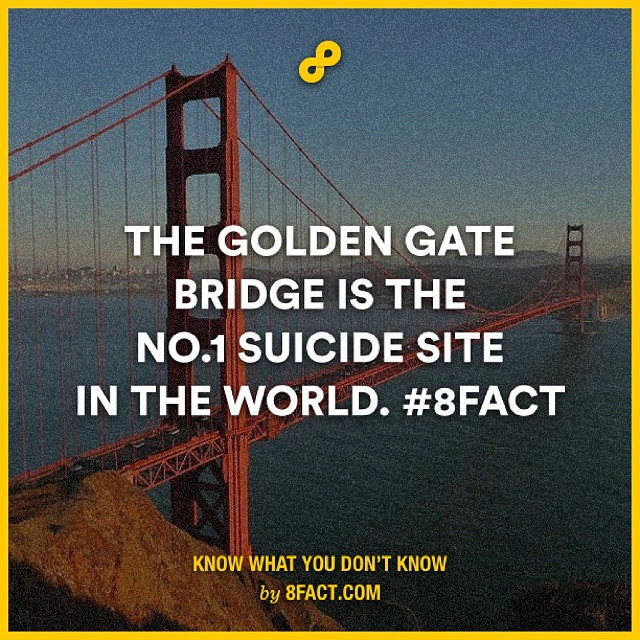 THE GOLDEN GATE
BRIDGE IS THE
NO.1 SUICIDE SITE
IN THE WORLD. #8FACT
KNOW WHAT YOU DON'T KNOW
by 8FACT.COM